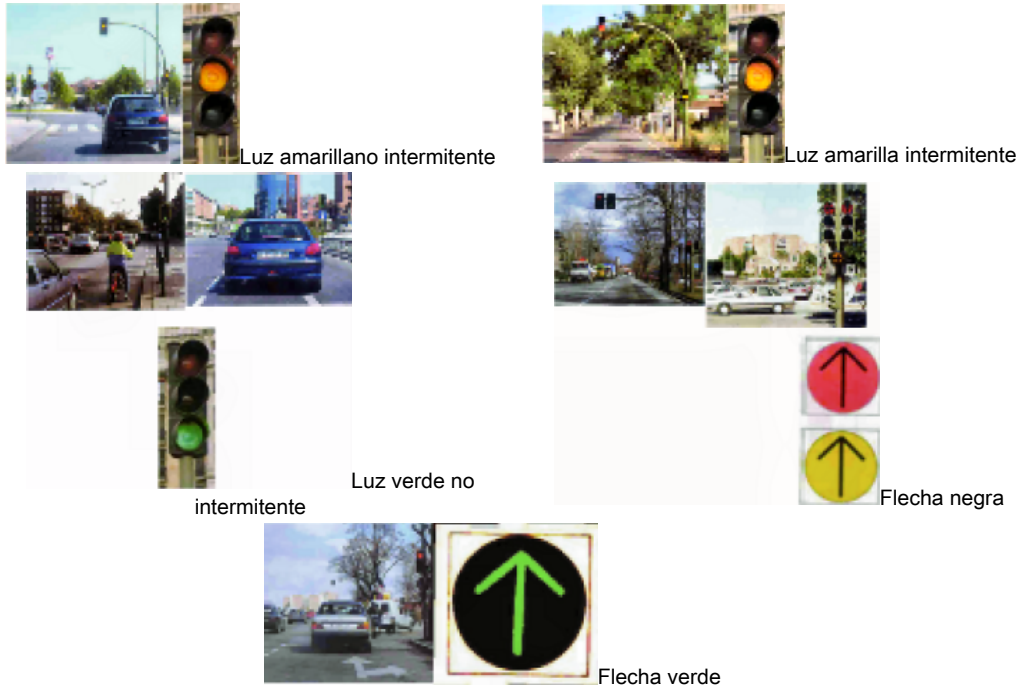 Luz amarillano intermitente
Luz amarilla intermitente
Luz verde no
intermitente
Flecha negra
Flecha verde